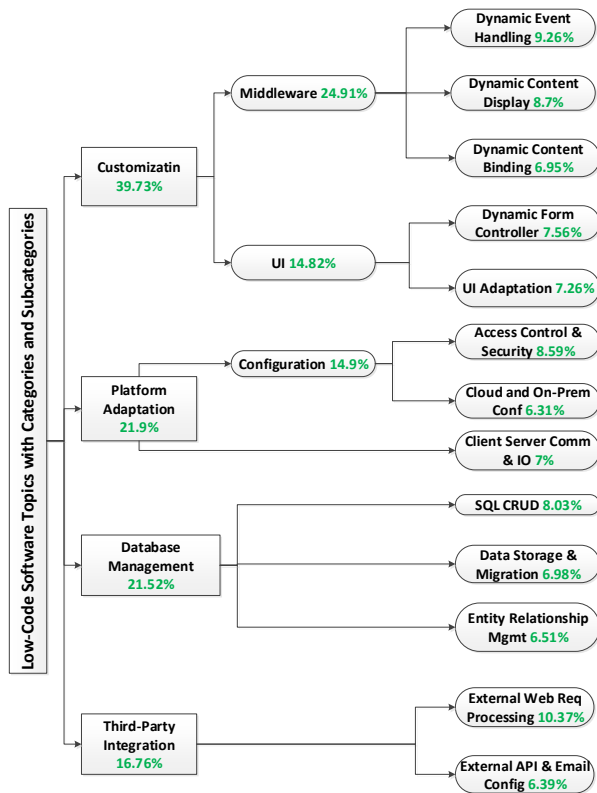 Low-Code Software Topics with Categories and Subcategories
Customizatin
39.73%
Middleware 24.91%
Dynamic Event
Handling 9.26%
Dynamic Content
Display 8.7%
Dynamic Content
Binding 6.95%
UI 14.82%
Dynamic Form
Controller 7.56%
UI Adaptation 7.26%
Platform
Adaptation
21.9%
Configuration 14.9%
Access Control &
Security 8.59%
Cloud and On-Prem
Conf 6.31%
Client Server Comm
& IO 7%
Database
Management
21.52%
SQL CRUD 8.03%
Data Storage &
Migration 6.98%
Entity Relationship
Mgmt 6.51%
Third-Party
Integration
16.76%
External Web Req
Processing 10.37%
External API & Email
Config 6.39%